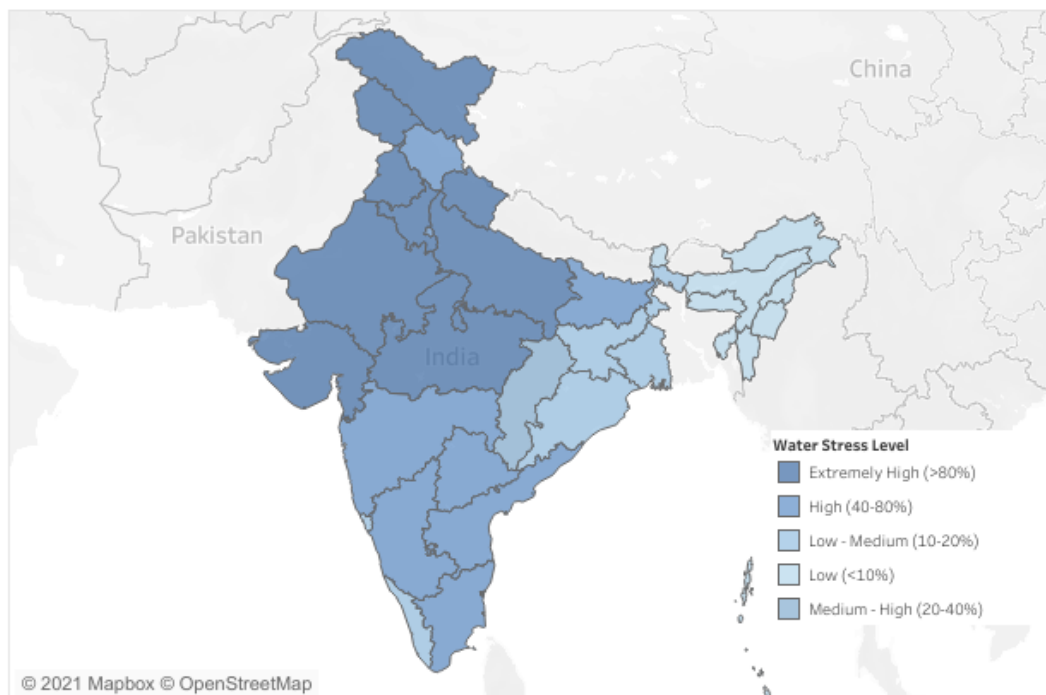 China
Pakistan
India
Water Stress Level
Extremely High (>80%)
High (40-80%)
Low - Medium (10-20%)
Low (<10%)
Medium - High (20-40%)
© 2021 Mapbox © OpenStreetMap